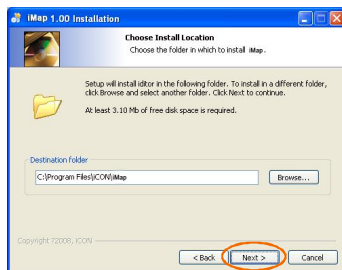 iMap 1.00 Installation
Choose Install Location
Choose the folder in which to install iMap.
Setup will install iditor in the following folder. To install in a different folder,
click Browse and select another folder. Click Next to continue.
At least 3.10 Mb of free disk space is required.
Destination folder
C:\Program Files\iCON\iMap
Browse...
Copyright ?2008, iCON
< Back
Next >
Cancel